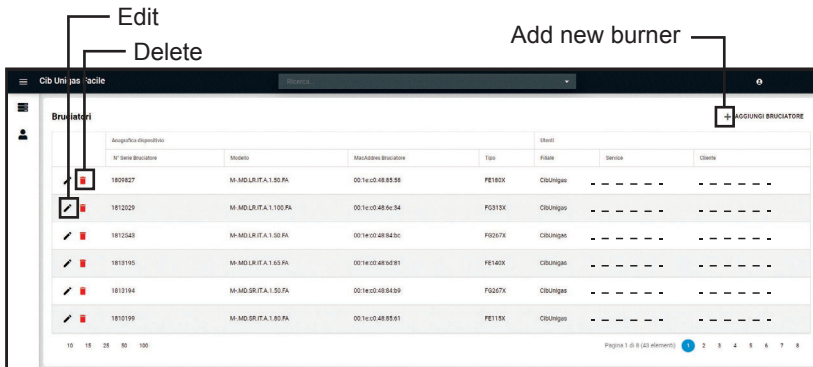 Edit
Delete
Add new burner
Cib Unigas Facile
Ricerca
Bruciatori
AGGIUNGI BRUCIATORE
Anagrafica dispositivo Utenti
N° Serie Bruciatore Modello MacAddres Bruciatore Tipo Filiale Service Cliente
1809827 M-.MD.LR.IT.A.1.50.FA 00:1e:c0:48:85:58 FE180X CibUnigas
1812029 M-.MD.LR.IT.A.1.100.FA 00:1e:c0:48:6e:34 FG313X CibUnigas
1812343 M-.MD.LR.IT.A.1.50.FA 00:1e:c0:48:84:bc FG267X CibUnigas
1813195 M-.MD.LR.IT.A.1.65.FA 00:1e:c0:48:6d:81 FE140X CibUnigas
1813194 M-.MD.SR.IT.A.1.50.FA 00:1e:c0:48:84:b9 FG267X CibUnigas
1810199 M-.MD.SR.IT.A.1.80.FA 00:1e:c0:48:85:61 FE115X CibUnigas
10 15 25 50 100 Pagina 1 di 8 (43 elementi) 1 2 3 4 5 6 7 8